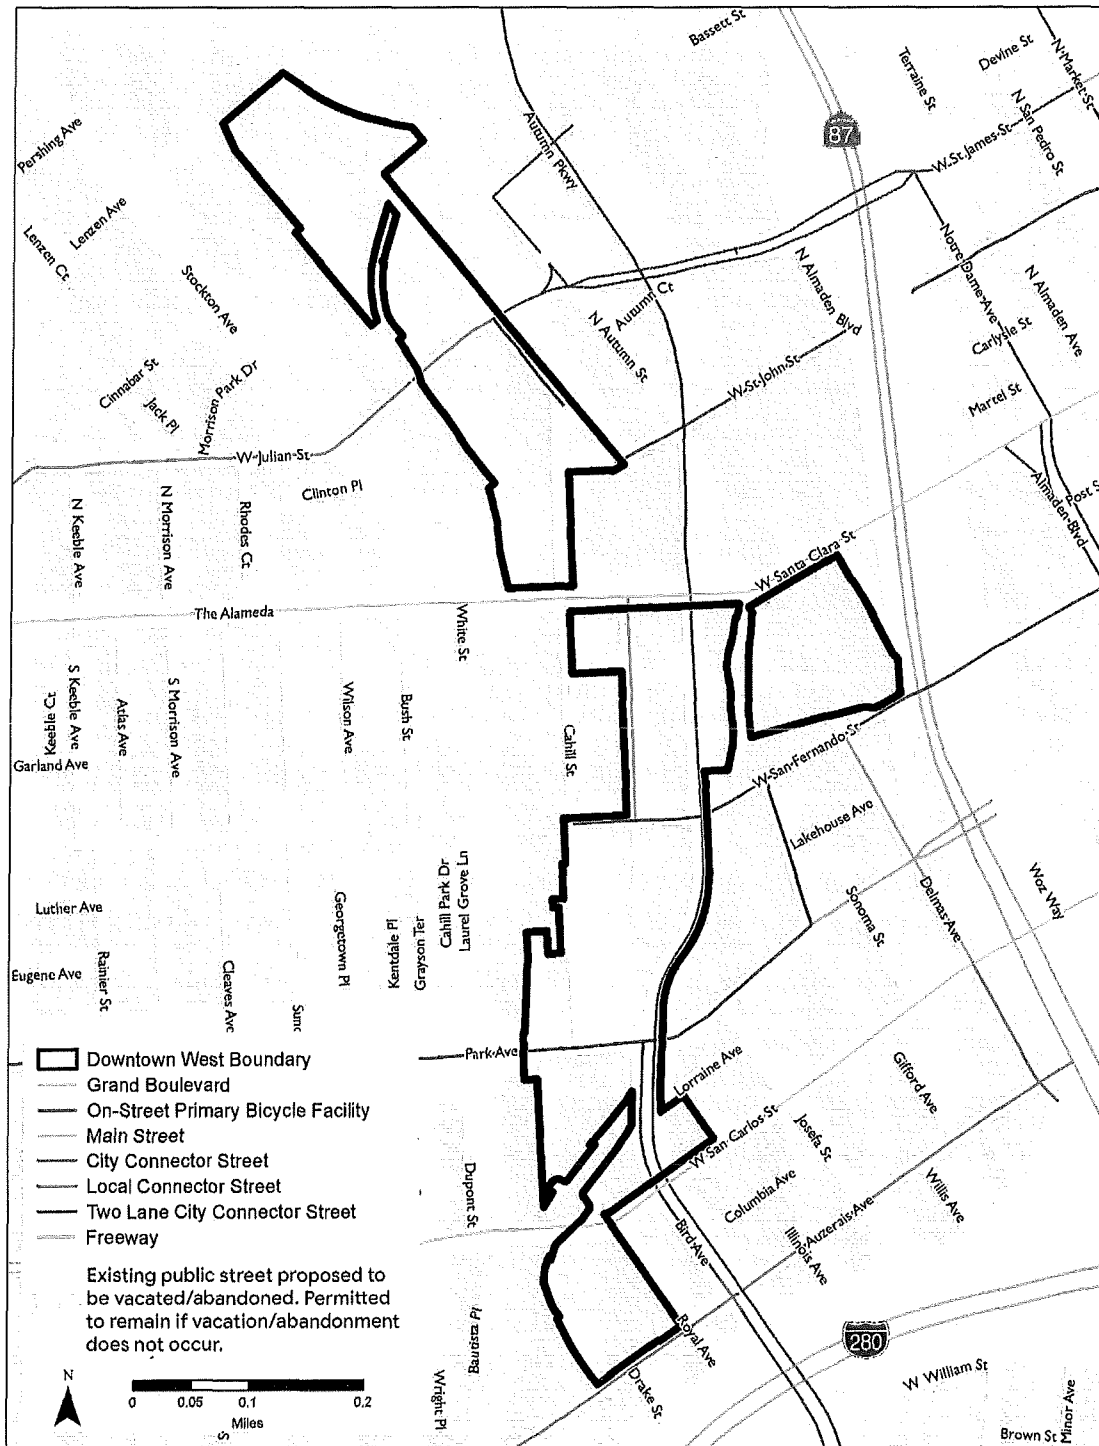 Bassett St
Devine St
N Market St
Terraine St
N San Pedro St
87
W St James St
Autumn Pkwy
Pershing Ave
Lenzen Ave
Lenzen Ct
Stockton Ave
Notre Dame Ave
N Almaden Ave
N Almaden Blvd
Autumn Ct
N Autumn St
Carlysle St
W St John St
Martel St
Cinnabar St
Jack Pl
Morrison Park Dr
W Julian St
Clinton Pl
N Keeble Ave
N Morrison Ave
Rhodes Ct
Almaden Blvd
Post S
W Santa Clara St
The Alameda
White St
Keeble Ct
S Keeble Ave
Atlas Ave
S Morrison Ave
Wilson Ave
Bush St
Cahill St
Garland Ave
W San Fernando St
Lakehouse Ave
Sonoma St
Delmas Ave
Woz Way
Luther Ave
Georgetown Pl
Kentdale Pl
Grayson Ter
Cahill Park Dr
Laurel Grove Ln
Eugene Ave
Rainier St
Cleaves Ave
Sunc
Park Ave
Lorraine Ave
Gifford Ave
Josefa St
W San Carlos St
Columbia Ave
Willis Ave
Auzerais Ave
Illinois Ave
Bird Ave
Dupont St
Royal Ave
Drake St
Bautista Pl
Wright Pl
280
W William St
Brown St
Minor Ave
Downtown West Boundary
Grand Boulevard
On-Street Primary Bicycle Facility
Main Street
City Connector Street
Local Connector Street
Two Lane City Connector Street
Freeway
Existing public street proposed to
be vacated/abandoned. Permitted
to remain if vacation/abandonment
does not occur.
N
0 0.05 0.1 0.2
Miles
S